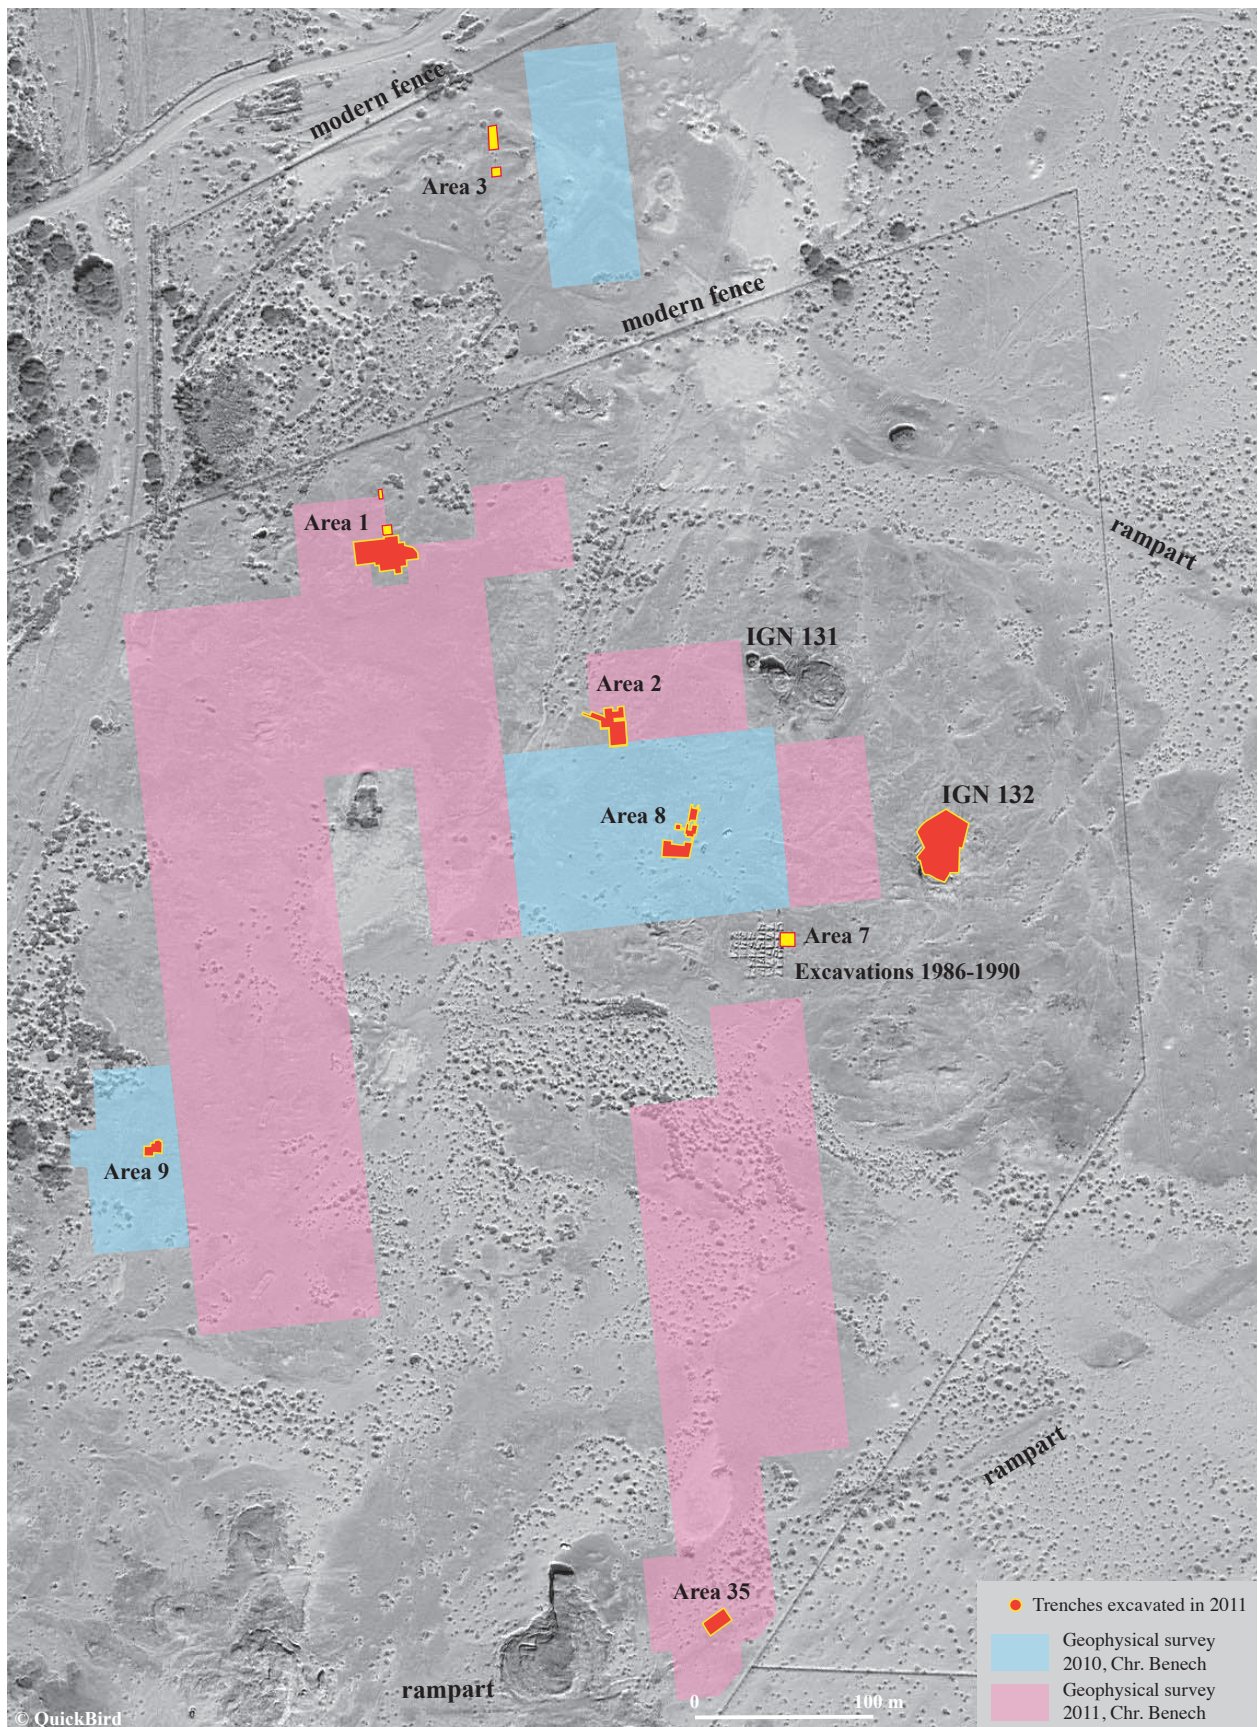 modern fence
Area 3
modern fence
Area 1
rampart
IGN 131
Area 2
IGN 132
Area 8
Area 7
Excavations 1986-1990
Area 9
rampart
Area 35
rampart
Trenches excavated in 2011
Geophysical survey
2010, Chr. Benech
Geophysical survey
2011, Chr. Benech
0 100 m
© QuickBird